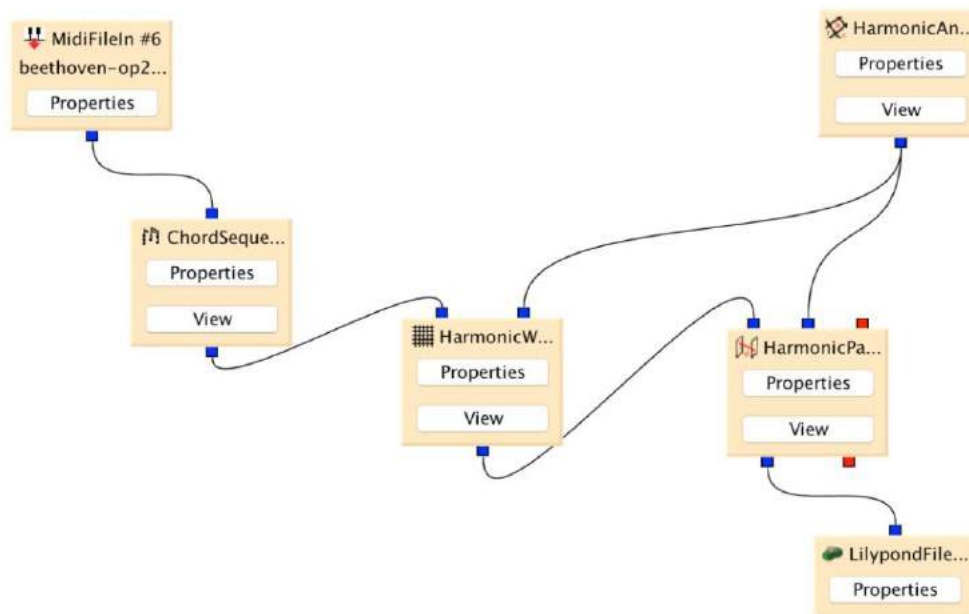 MidiFileIn #6
beethoven-op2...
Properties
HarmonicAn...
Properties
View
ChordSeque...
Properties
View
HarmonicW...
Properties
View
HarmonicPa...
Properties
View
LilypondFile...
Properties